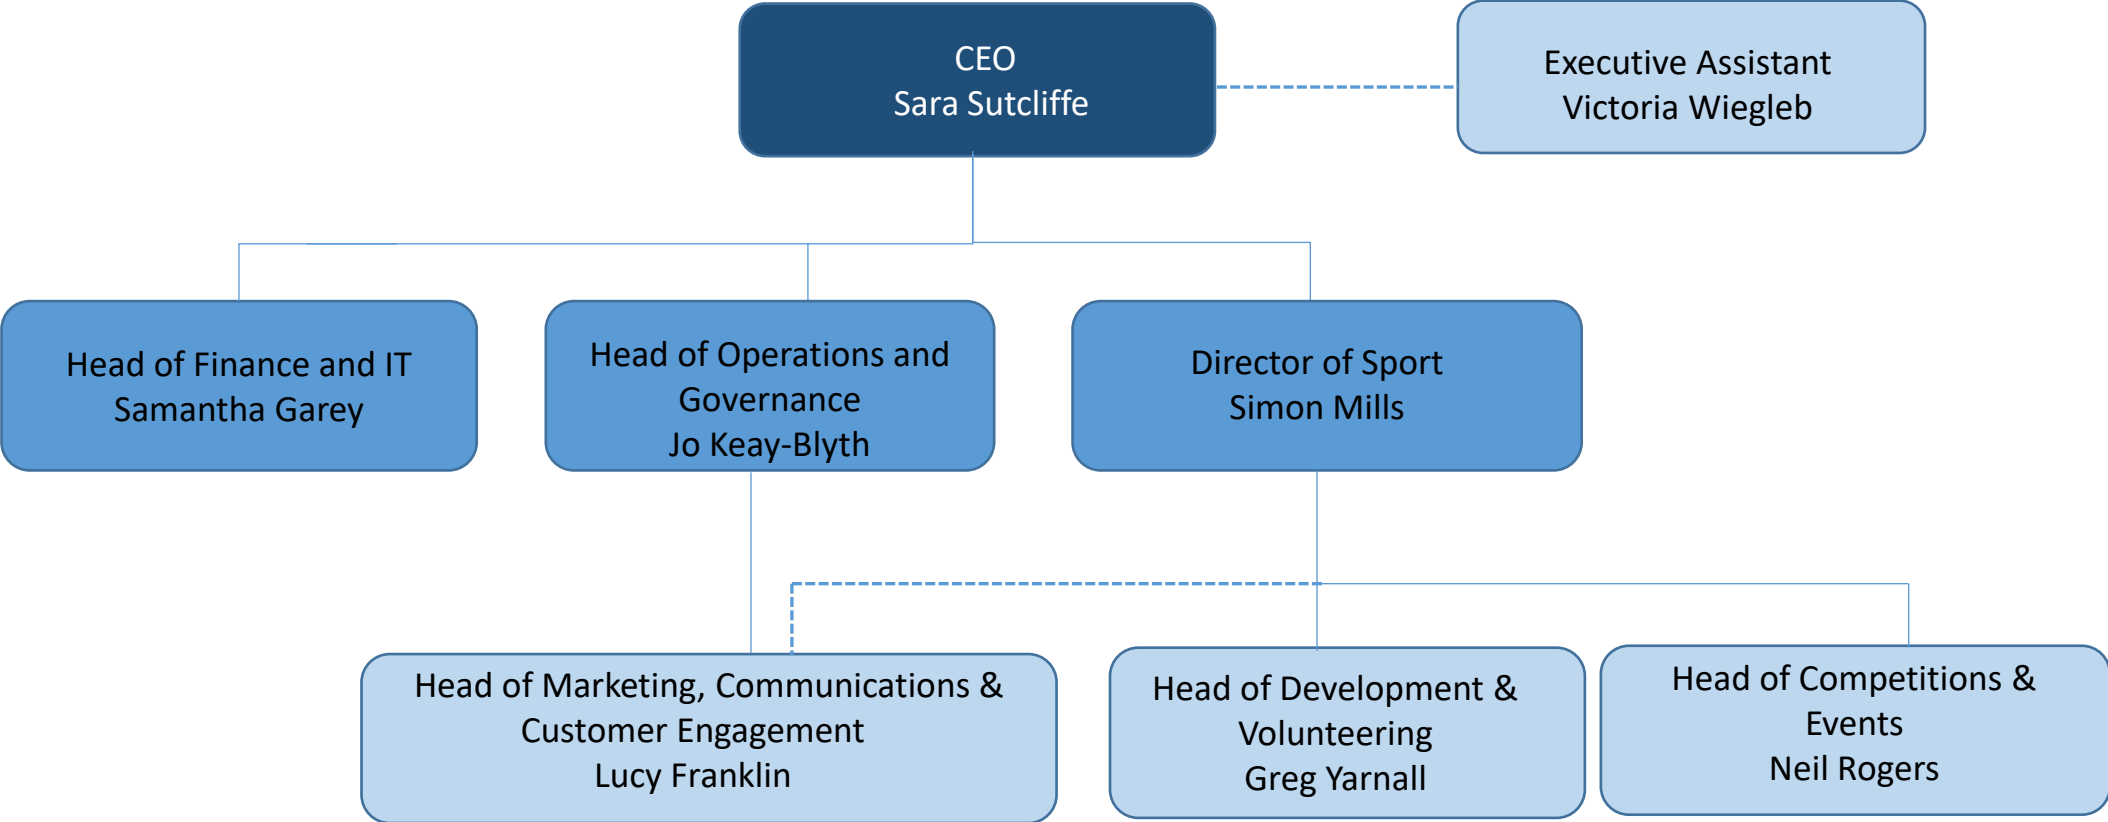 CEO
Sara Sutcliffe
Executive Assistant
Victoria Wiegleb
Head of Finance and IT
Samantha Garey
Head of Operations and
Governance
Jo Keay-Blyth
Director of Sport
Simon Mills
Head of Marketing, Communications &
Customer Engagement
Lucy Franklin
Head of Development &
Volunteering
Greg Yarnall
Head of Competitions &
Events
Neil Rogers